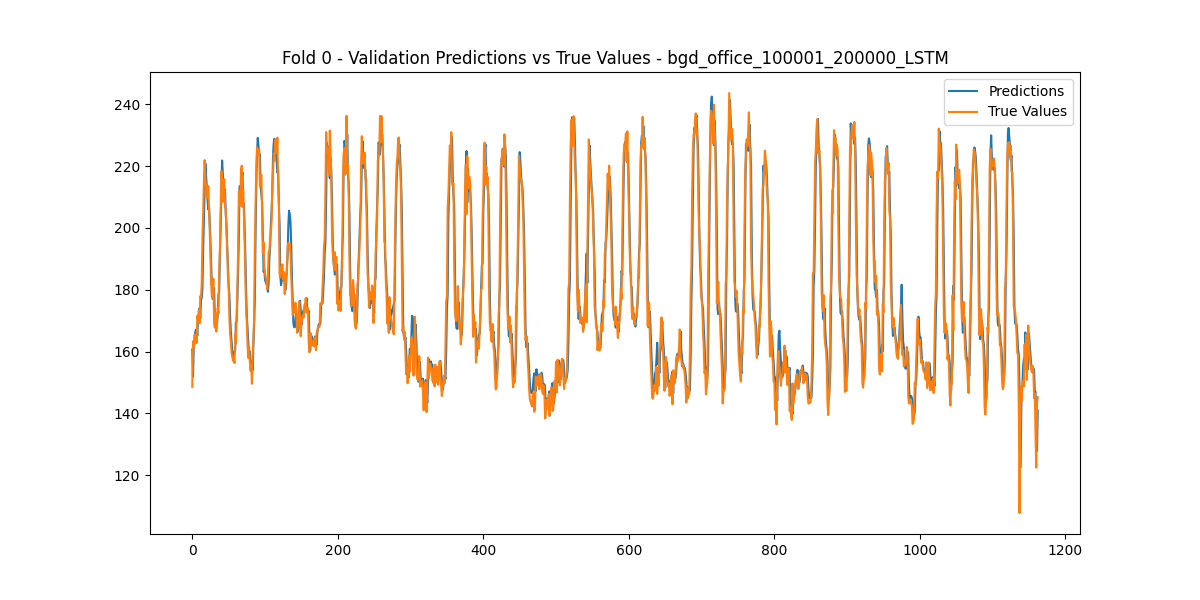 Fold 0 - Validation Predictions vs True Values - bgd_office_100001_200000_LSTM
Predictions
True Values
240
220
200
180
160
140
120
0 200 400 600 800 1000 1200